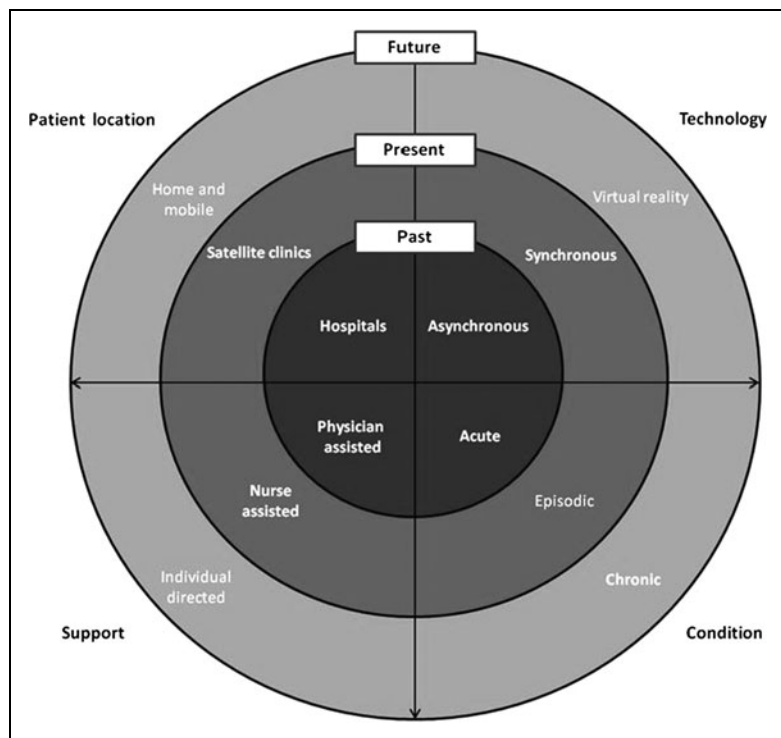 Future
Patient location
Technology
Present
Home and
mobile
Virtual reality
Past
Satellite clinics
Synchronous
Hospitals
Asynchronous
Physician
assisted
Acute
Nurse
assisted
Episodic
Individual
directed
Chronic
Support
Condition